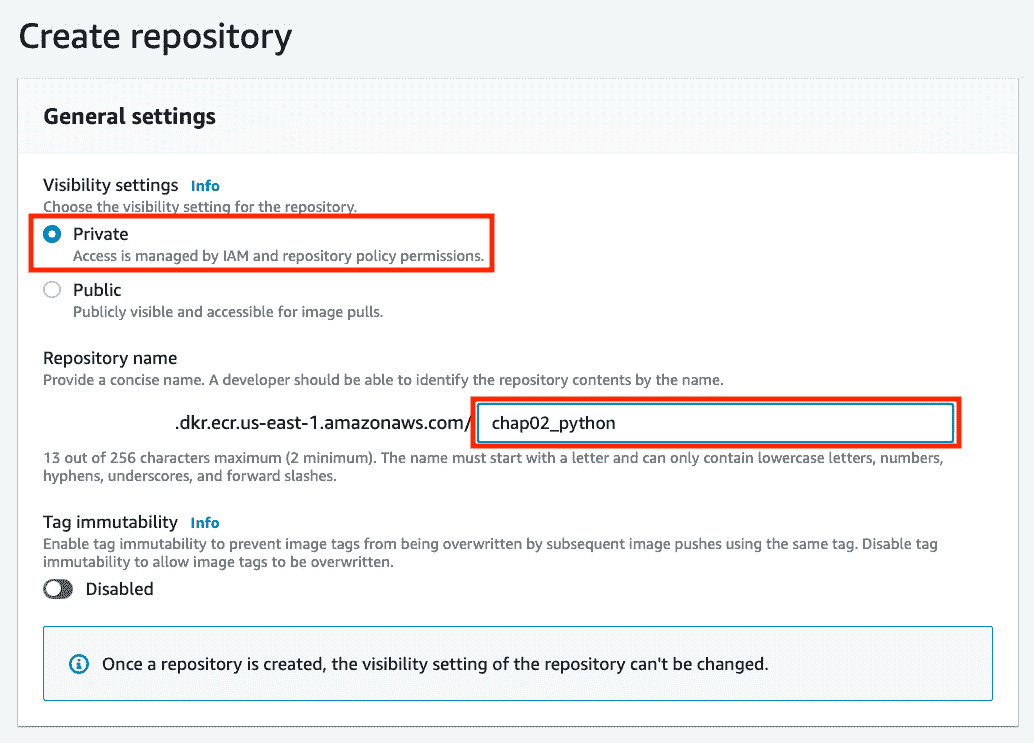 Create repository
General settings
Visibility settings Info
Choose the visibility setting for the repository.
Private
Access is managed by IAM and repository policy permissions.
Public
Publicly visible and accessible for image pulls.
Repository name
Provide a concise name. A developer should be able to identify the repository contents by the name.
.dkr.ecr.us-east-1.amazonaws.com/ chap02_python
13 out of 256 characters maximum (2 minimum). The name must start with a letter and can only contain lowercase letters, numbers,
hyphens, underscores, and forward slashes.
Tag immutability Info
Enable tag immutability to prevent image tags from being overwritten by subsequent image pushes using the same tag. Disable tag
immutability to allow image tags to be overwritten.
Disabled
Once a repository is created, the visibility setting of the repository can't be changed.